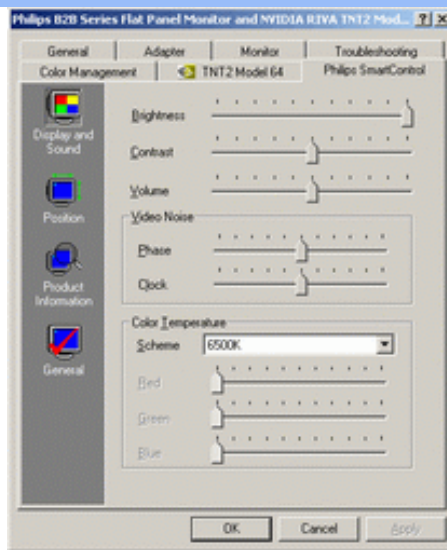 Philips B2B Series Flat Panel Monitor and NVIDIA RIVA TNT2 Mod...
General Adapter Monitor Troubleshooting
Color Management TNT2 Model 64 Philips SmartControl
Display and
Sound
Position
Product
Information
General
Brightness
Contrast
Volume
Video Noise
Phase
Clock
Color Temperature
Scheme 6500K
Red
Green
Blue
OK Cancel Apply